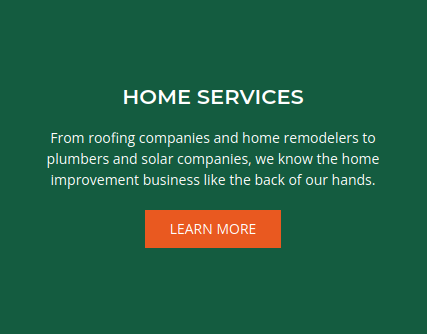 HOME SERVICES
From roofing companies and home remodelers to
plumbers and solar companies, we know the home
improvement business like the back of our hands.
LEARN MORE